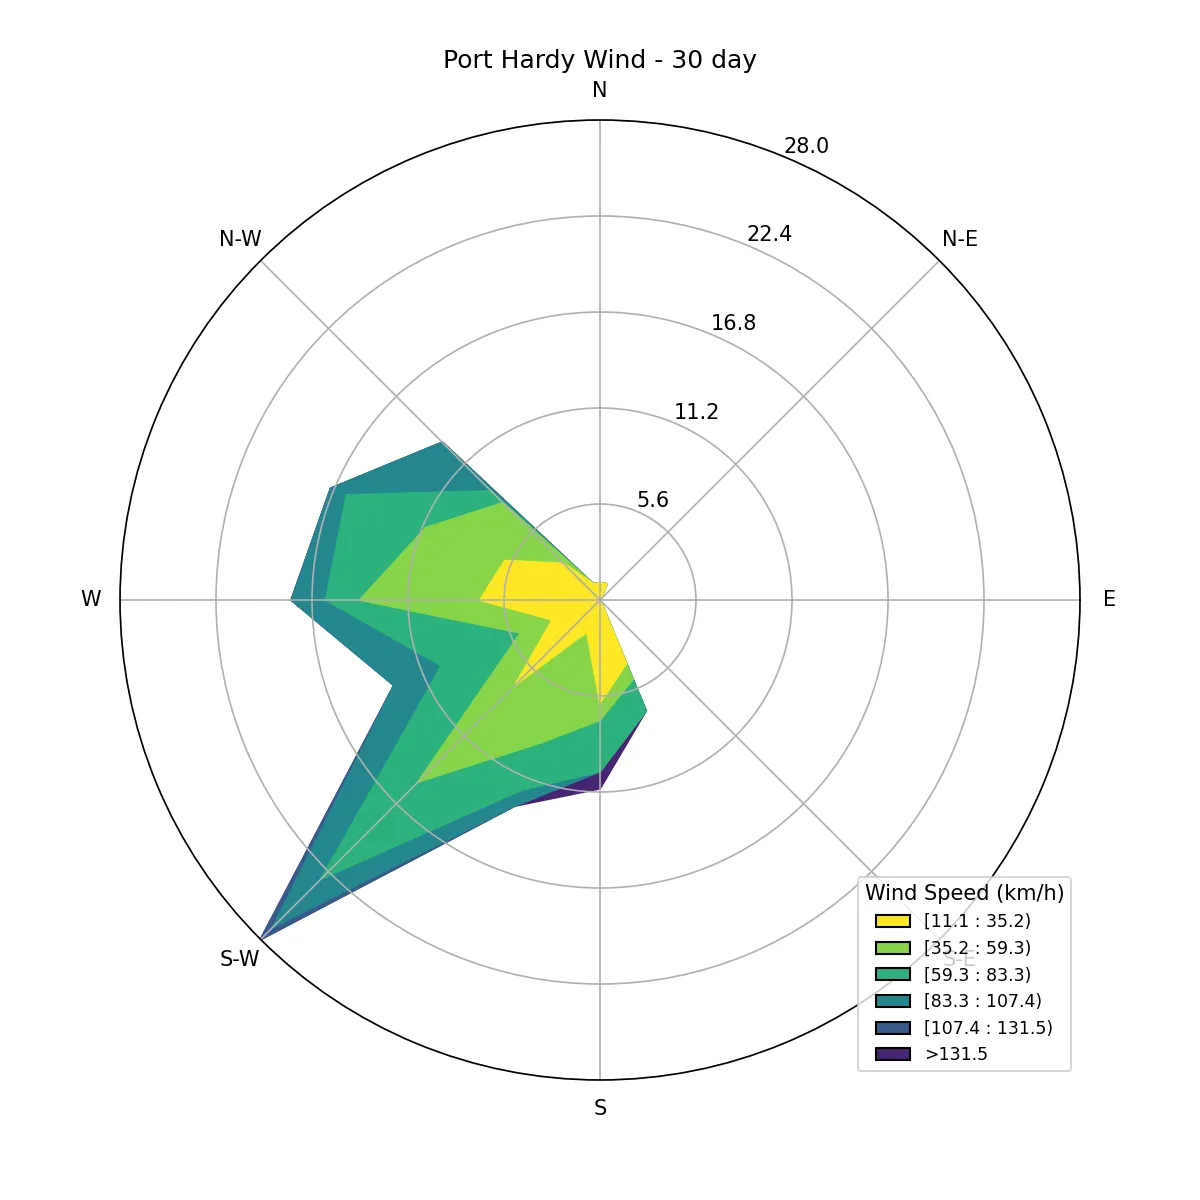 Port Hardy Wind - 30 day
N
28.0
N-W
22.4
N-E
16.8
11.2
5.6
W
E
S-W
S-E
S
Wind Speed (km/h)
[11.1 : 35.2)
[35.2 : 59.3)
[59.3 : 83.3)
[83.3 : 107.4)
[107.4 : 131.5)
>131.5